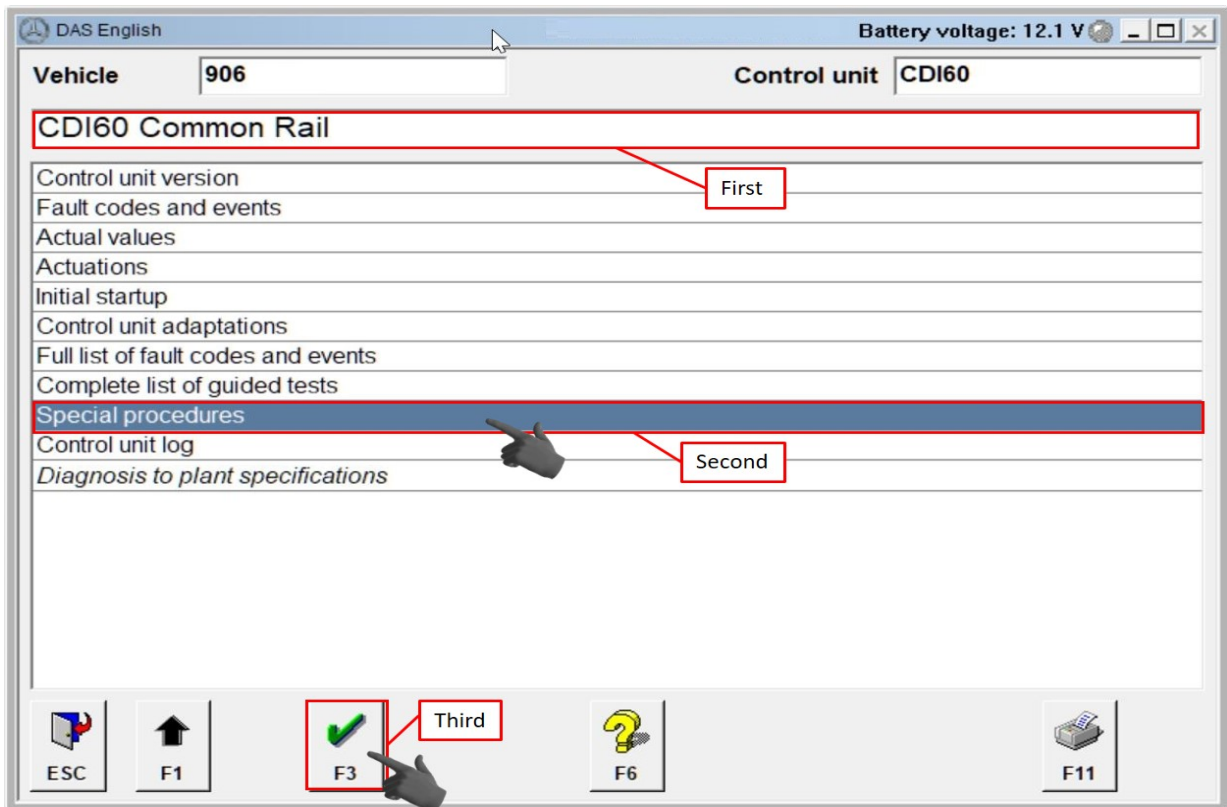 DAS English Battery voltage: 12.1 V
Vehicle 906 Control unit CDI60
CDI60 Common Rail
First
Control unit version
Fault codes and events
Actual values
Actuations
Initial startup
Control unit adaptations
Full list of fault codes and events
Complete list of guided tests
Special procedures
Second
Control unit log
Diagnosis to plant specifications
Third
ESC F1 F3 F6 F11